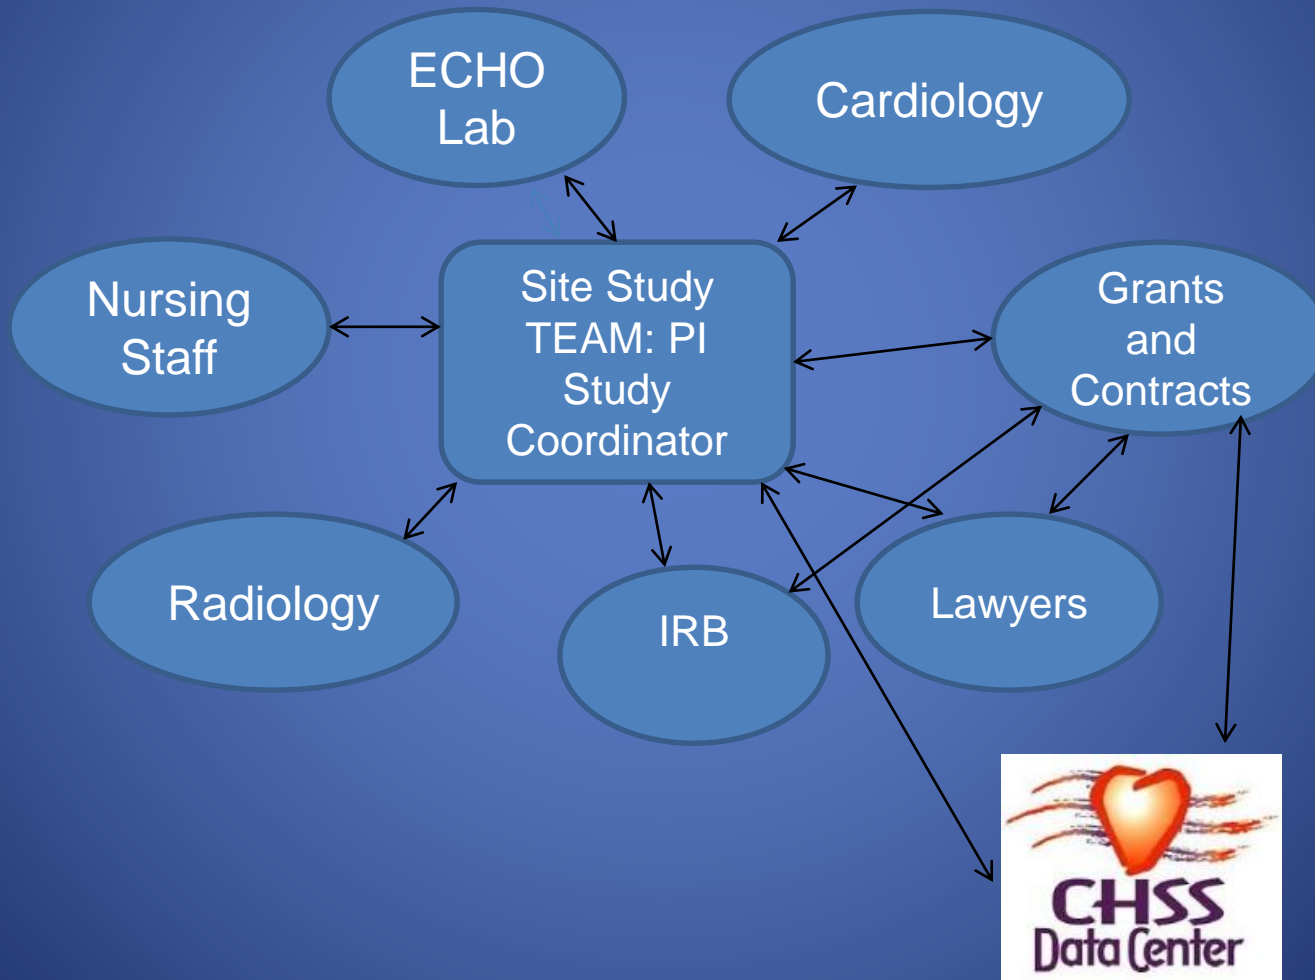 ECHO
Lab
Cardiology
Nursing
Staff
Site Study
TEAM: PI
Study
Coordinator
Grants
and
Contracts
Radiology
IRB
Lawyers
CHSS
Data Center